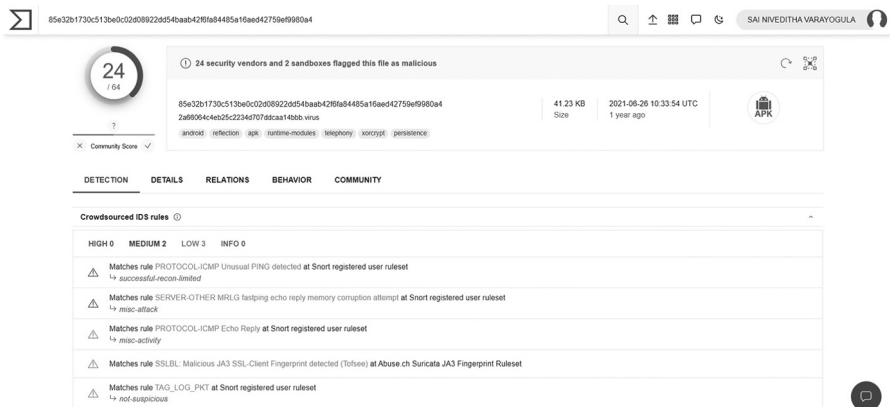 85e32b1730c513be0c02d08922dd54baab42f6fa84485a16aed42759ef9980a4
SAI NIVEDITHA VARAYOGULA
24
/ 64
?
Community Score
24 security vendors and 2 sandboxes flagged this file as malicious
85e32b1730c513be0c02d08922dd54baab42f6fa84485a16aed42759ef9980a4
2a66064c4eb25c2234d707ddcaa14bbb.virus
android reflection apk runtime-modules telephony xorcrypt persistence
41.23 KB
Size
2021-06-26 10:33:54 UTC
1 year ago
APK
DETECTION DETAILS RELATIONS BEHAVIOR COMMUNITY
Crowdsourced IDS rules
HIGH 0 MEDIUM 2 LOW 3 INFO 0
Matches rule PROTOCOL-ICMP Unusual PING detected at Snort registered user ruleset
↳ successful-recon-limited
Matches rule SERVER-OTHER MRLG fastping echo reply memory corruption attempt at Snort registered user ruleset
↳ misc-attack
Matches rule PROTOCOL-ICMP Echo Reply at Snort registered user ruleset
↳ misc-activity
Matches rule SSLBL: Malicious JA3 SSL-Client Fingerprint detected (Tofsee) at Abuse.ch Suricata JA3 Fingerprint Ruleset
Matches rule TAG_LOG_PKT at Snort registered user ruleset
↳ not-suspicious